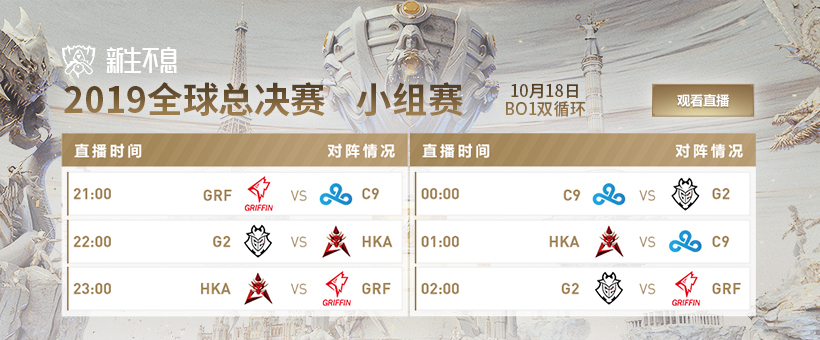 新生不息
2019全球总决赛 小组赛
10月18日
BO1双循环
观看直播
直播时间 对阵情况
21:00 GRF GRIFFIN VS C9
22:00 G2 VS HKA
23:00 HKA VS GRIFFIN GRF
直播时间 对阵情况
00:00 C9 VS G2
01:00 HKA VS C9
02:00 G2 VS GRIFFIN GRF